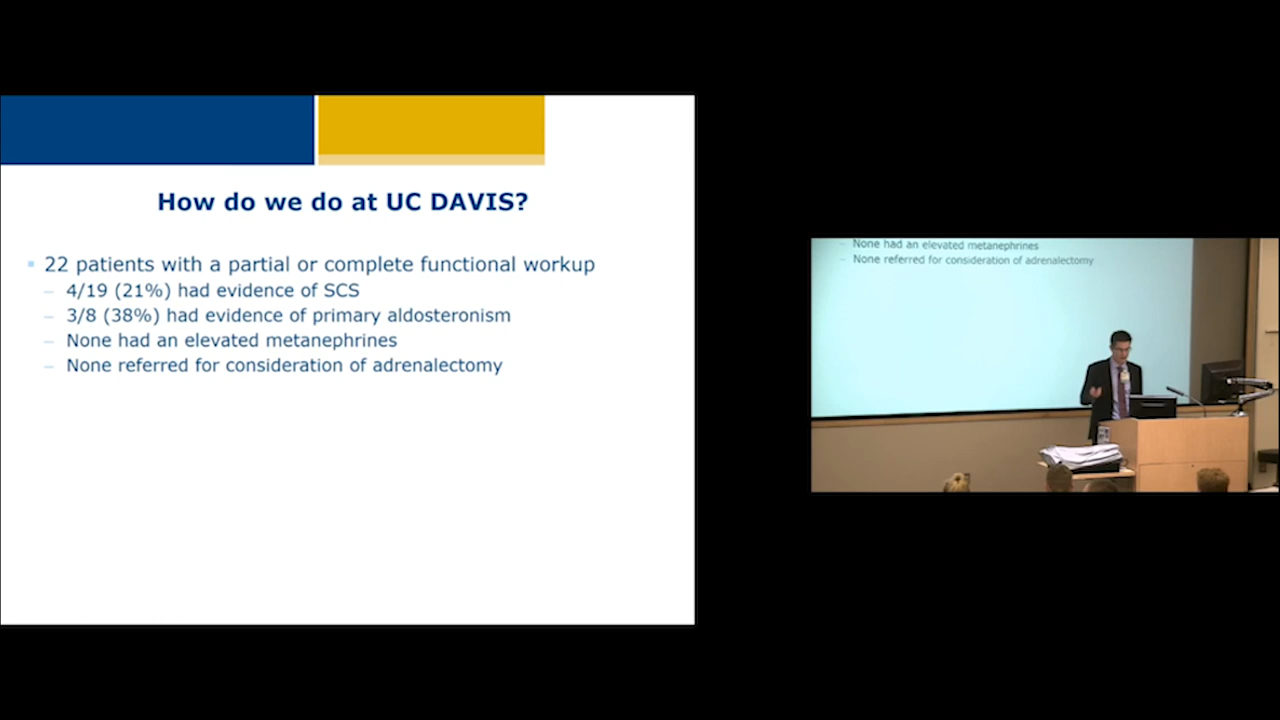 How do we do at UC DAVIS?
22 patients with a partial or complete functional workup
– 4/19 (21%) had evidence of SCS
– 3/8 (38%) had evidence of primary aldosteronism
– None had an elevated metanephrines
– None referred for consideration of adrenalectomy
– None had an elevated metanephrines
– None referred for consideration of adrenalectomy